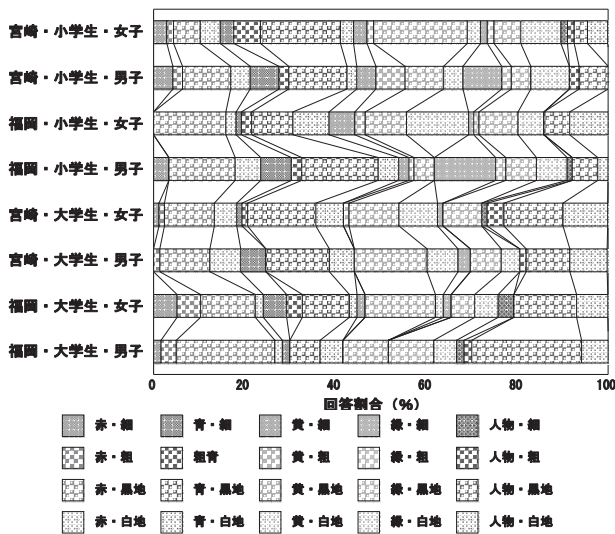 宮崎・小学生・女子
宮崎・小学生・男子
福岡・小学生・女子
福岡・小学生・男子
宮崎・大学生・女子
宮崎・大学生・男子
福岡・大学生・女子
福岡・大学生・男子
0 20 40 60 80 100
回答割合（%）
赤・細 青・細 黄・細 緑・細 人物・細
赤・粗 粗青 黄・粗 緑・粗 人物・粗
赤・黒地 青・黒地 黄・黒地 緑・黒地 人物・黒地
赤・白地 青・白地 黄・白地 緑・白地 人物・白地